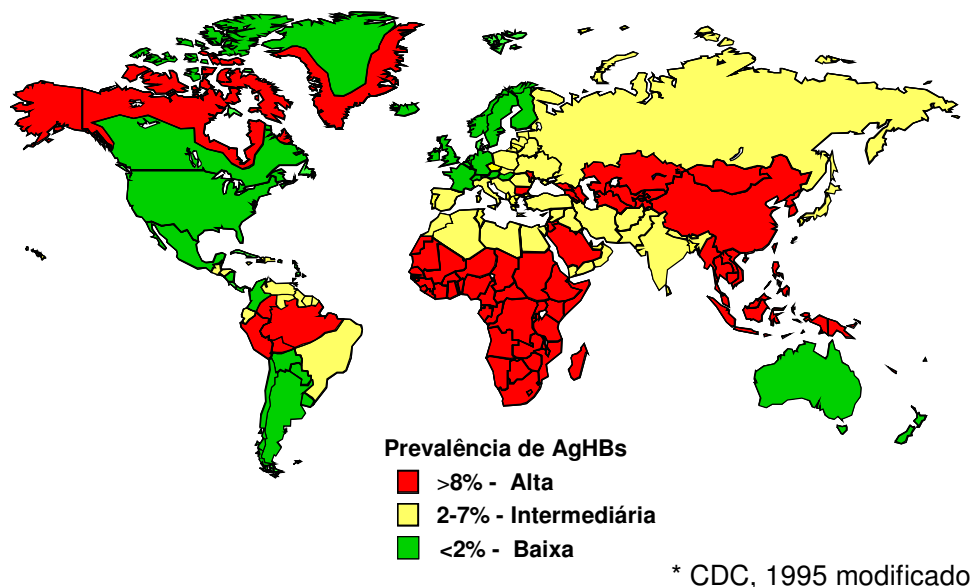 Prevalência de AgHBs
>8% - Alta
2-7% - Intermediária
<2% - Baixa
* CDC, 1995 modificado